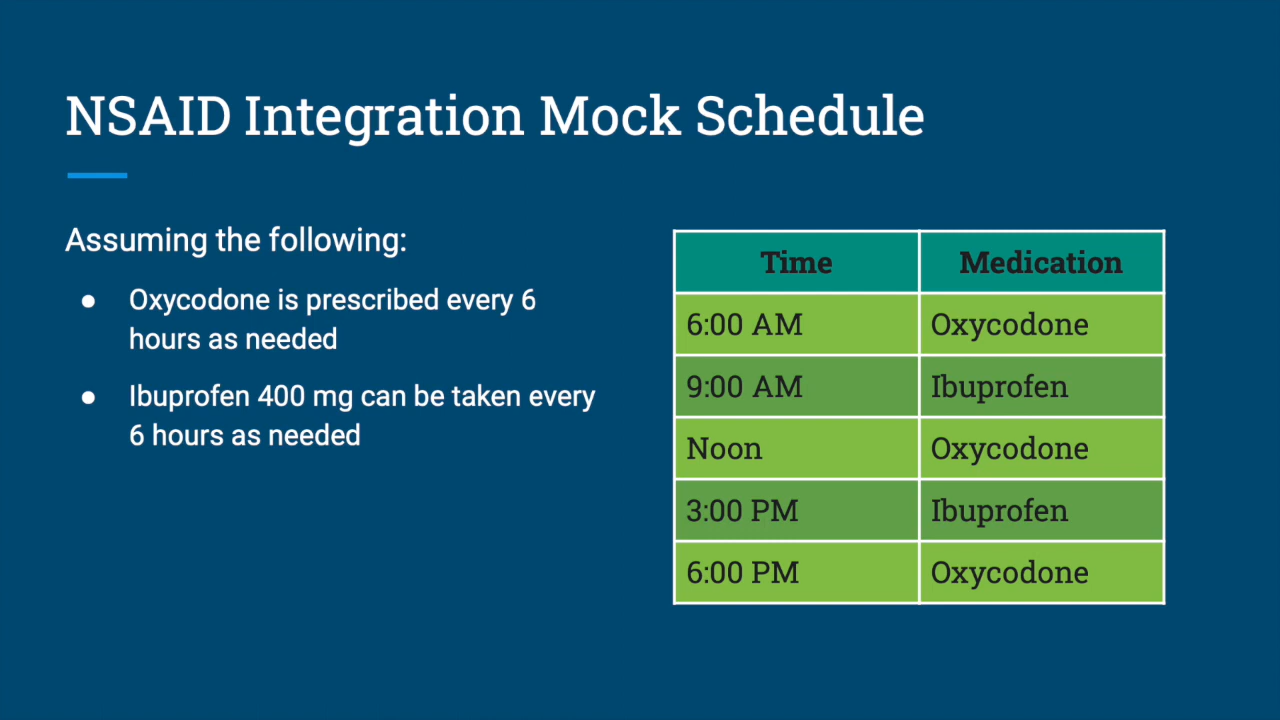 NSAID Integration Mock Schedule
Assuming the following:
● Oxycodone is prescribed every 6
hours as needed
● Ibuprofen 400 mg can be taken every
6 hours as needed
Time Medication
6:00 AM Oxycodone
9:00 AM Ibuprofen
Noon Oxycodone
3:00 PM Ibuprofen
6:00 PM Oxycodone